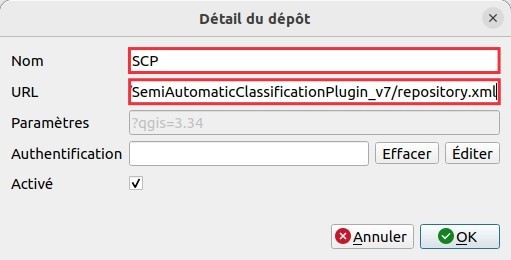 Détail du dépôt
Nom SCP
URL /SemiAutomaticClassificationPlugin_v7/repository.xml
Paramètres ?qgis=3.34
Authentification Effacer Éditer
Activé
Annuler OK